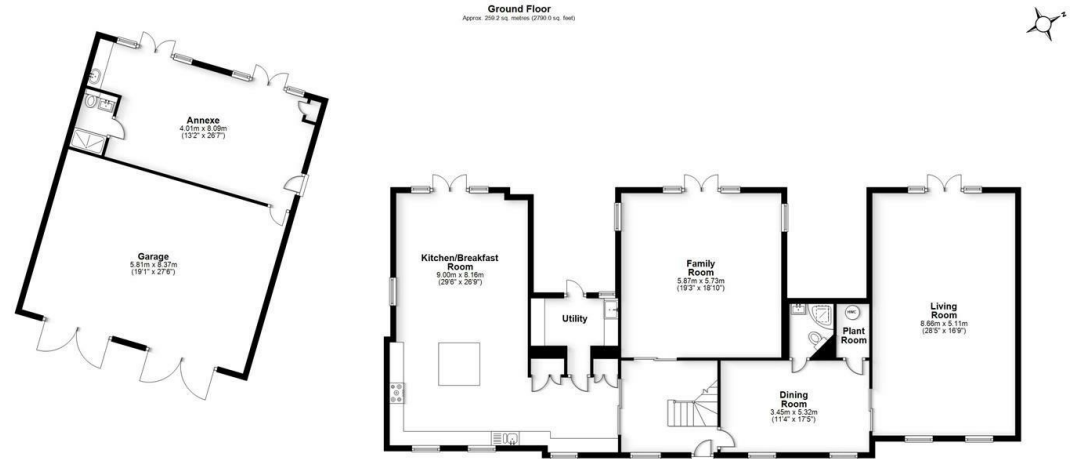 Ground Floor
Approx. 259.2 sq. metres (2790.0 sq. feet)
Z
Annexe
4.01m x 8.09m
(13'2" x 26'7")
Garage
5.81m x 8.37m
(19'1" x 27'6")
Kitchen/Breakfast
Room
9.00m x 8.16m
(29'6" x 26'9")
Utility
Family
Room
5.87m x 5.73m
(19'3" x 18'10")
HWC
Plant
Room
Living
Room
8.66m x 5.11m
(28'5" x 16'9")
Dining
Room
3.45m x 5.32m
(11'4" x 17'5")